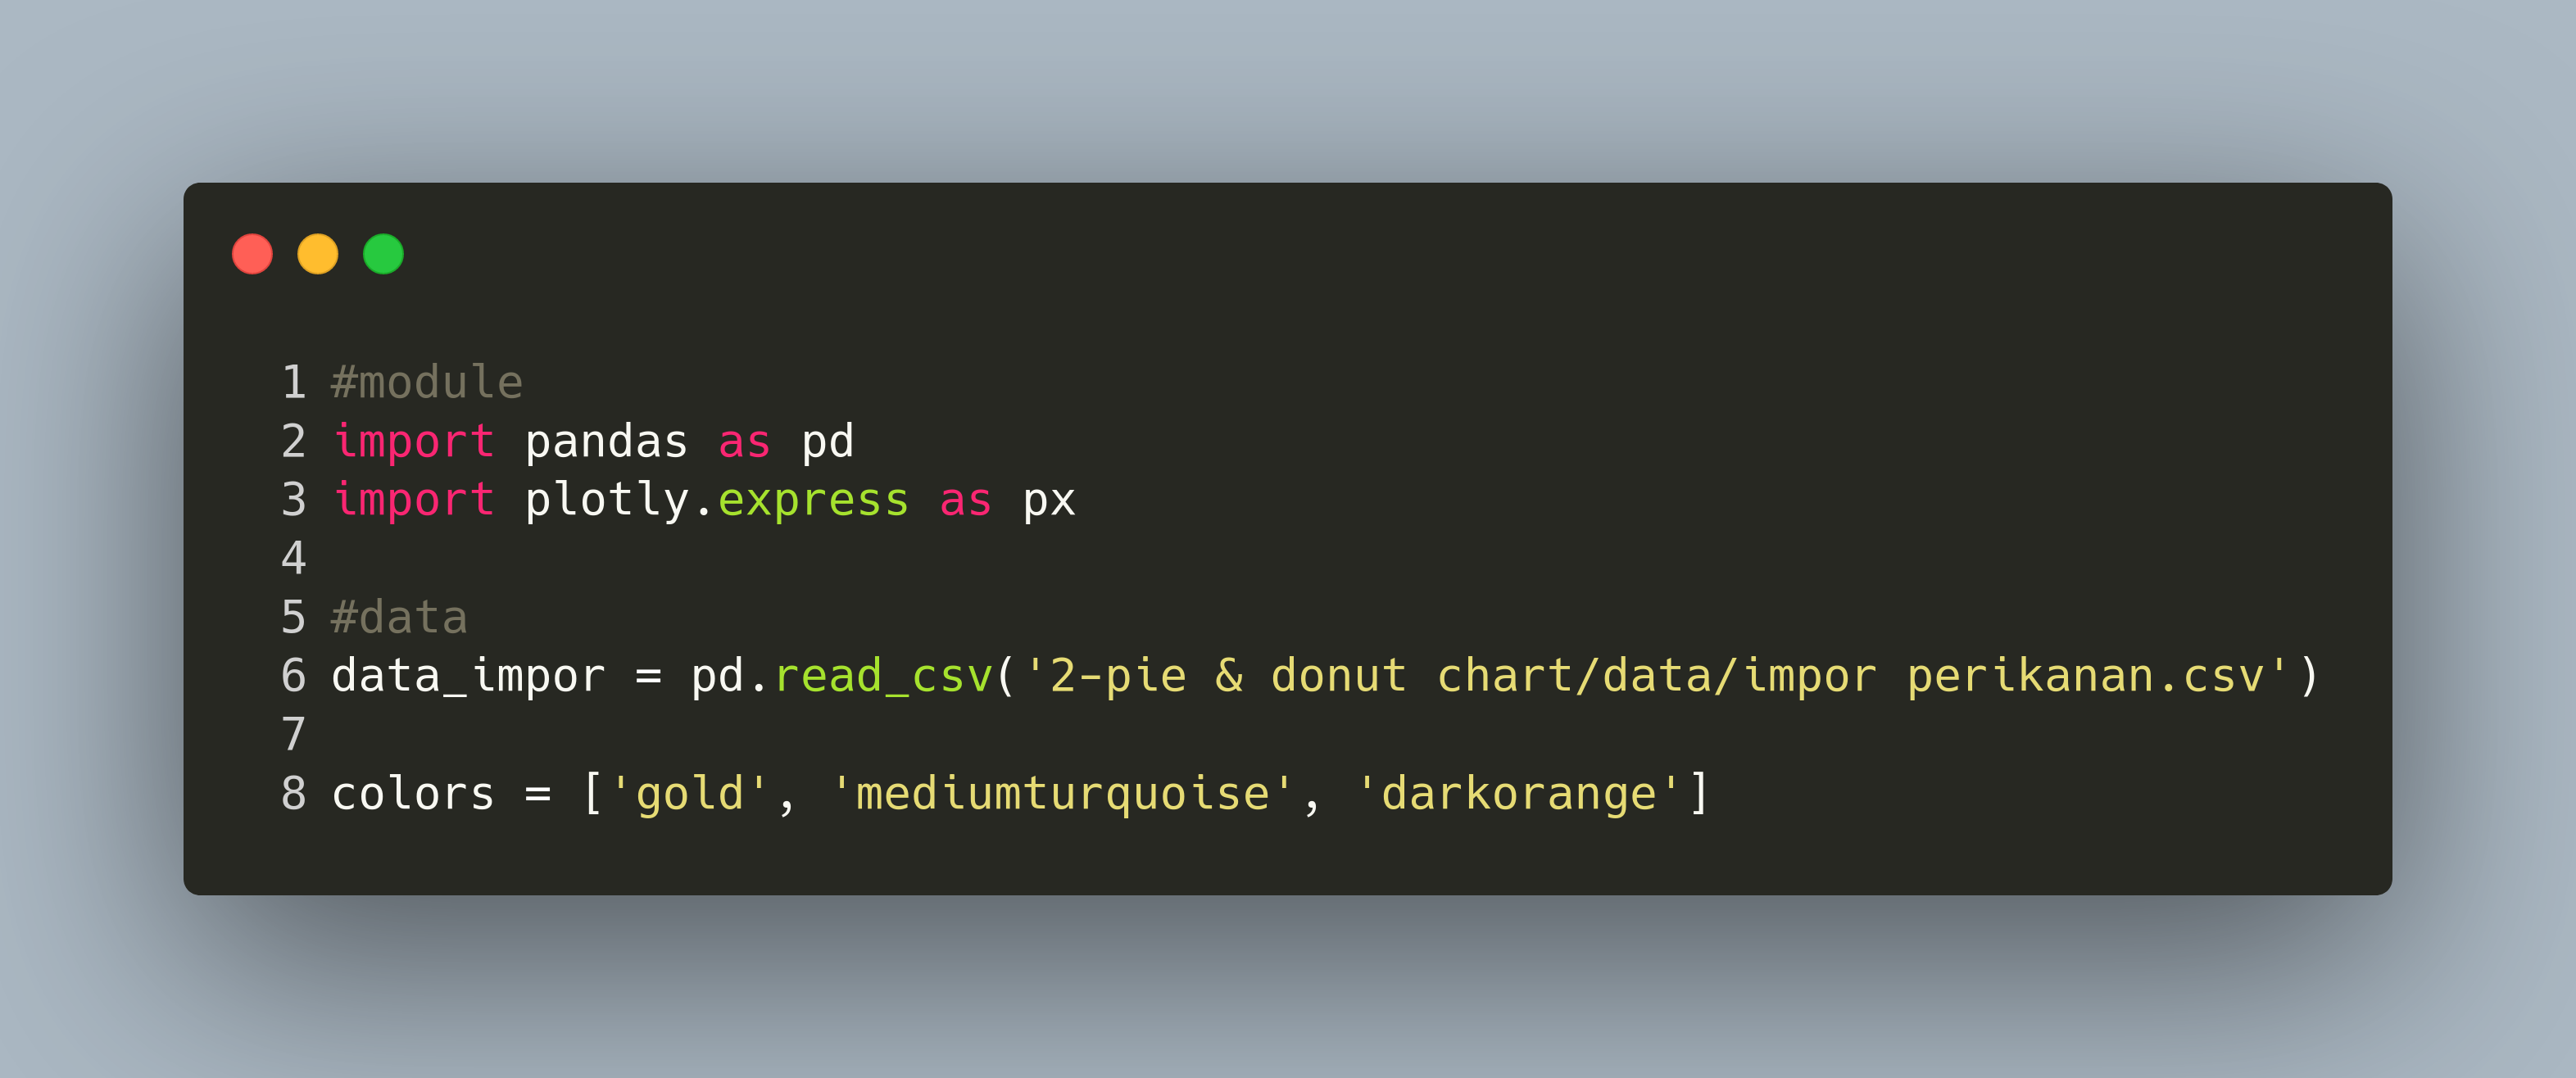 1 #module
2 import pandas as pd
3 import plotly.express as px
4
5 #data
6 data_impor = pd.read_csv('2-pie & donut chart/data/impor perikanan.csv')
7
8 colors = ['gold', 'mediumturquoise', 'darkorange']